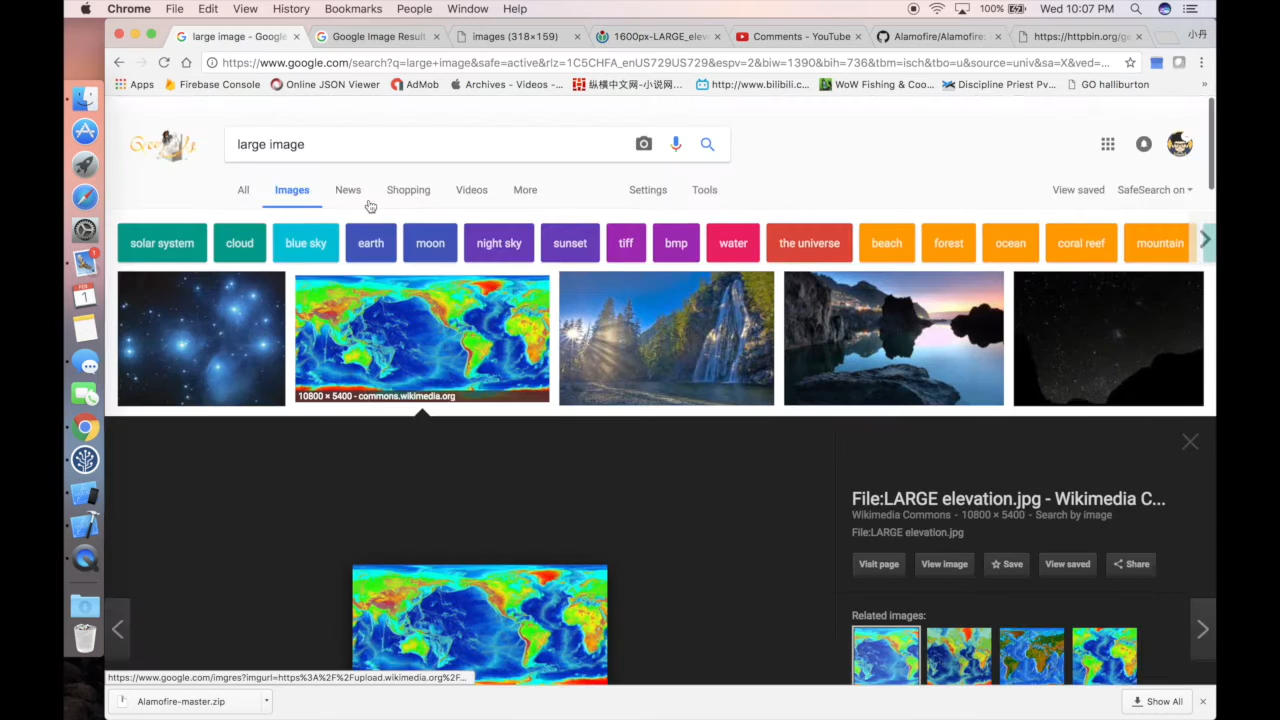 Chrome File Edit View History Bookmarks People Window Help 100% Wed 10:07 PM
large image - Google Google Image Result images (318×159) 1600px-LARGE_elev Comments - YouTube Alamofire/Alamofire: https://httpbin.org/ge 小丹
https://www.google.com/search?q=large+image&safe=active&rlz=1C5CHFA_enUS729US729&espv=2&biw=1390&bih=736&tbm=isch&tbo=u&source=univ&sa=X&ved=...
Apps Firebase Console Online JSON Viewer AdMob Archives - Videos -... 纵横中文网-小说网... http://www.bilibili.c... WoW Fishing & Coo... Discipline Priest Pv... GO halliburton »
large image
All Images News Shopping Videos More Settings Tools View saved SafeSearch on
solar system cloud blue sky earth moon night sky sunset tiff bmp water the universe beach forest ocean coral reef mountain
10800 × 5400 - commons.wikimedia.org
File:LARGE elevation.jpg - Wikimedia C...
Wikimedia Commons - 10800 × 5400 - Search by image
File:LARGE elevation.jpg
Visit page View image Save View saved Share
Related images:
https://www.google.com/imgres?imgurl=https%3A%2F%2Fupload.wikimedia.org%2F...
Alamofire-master.zip Show All